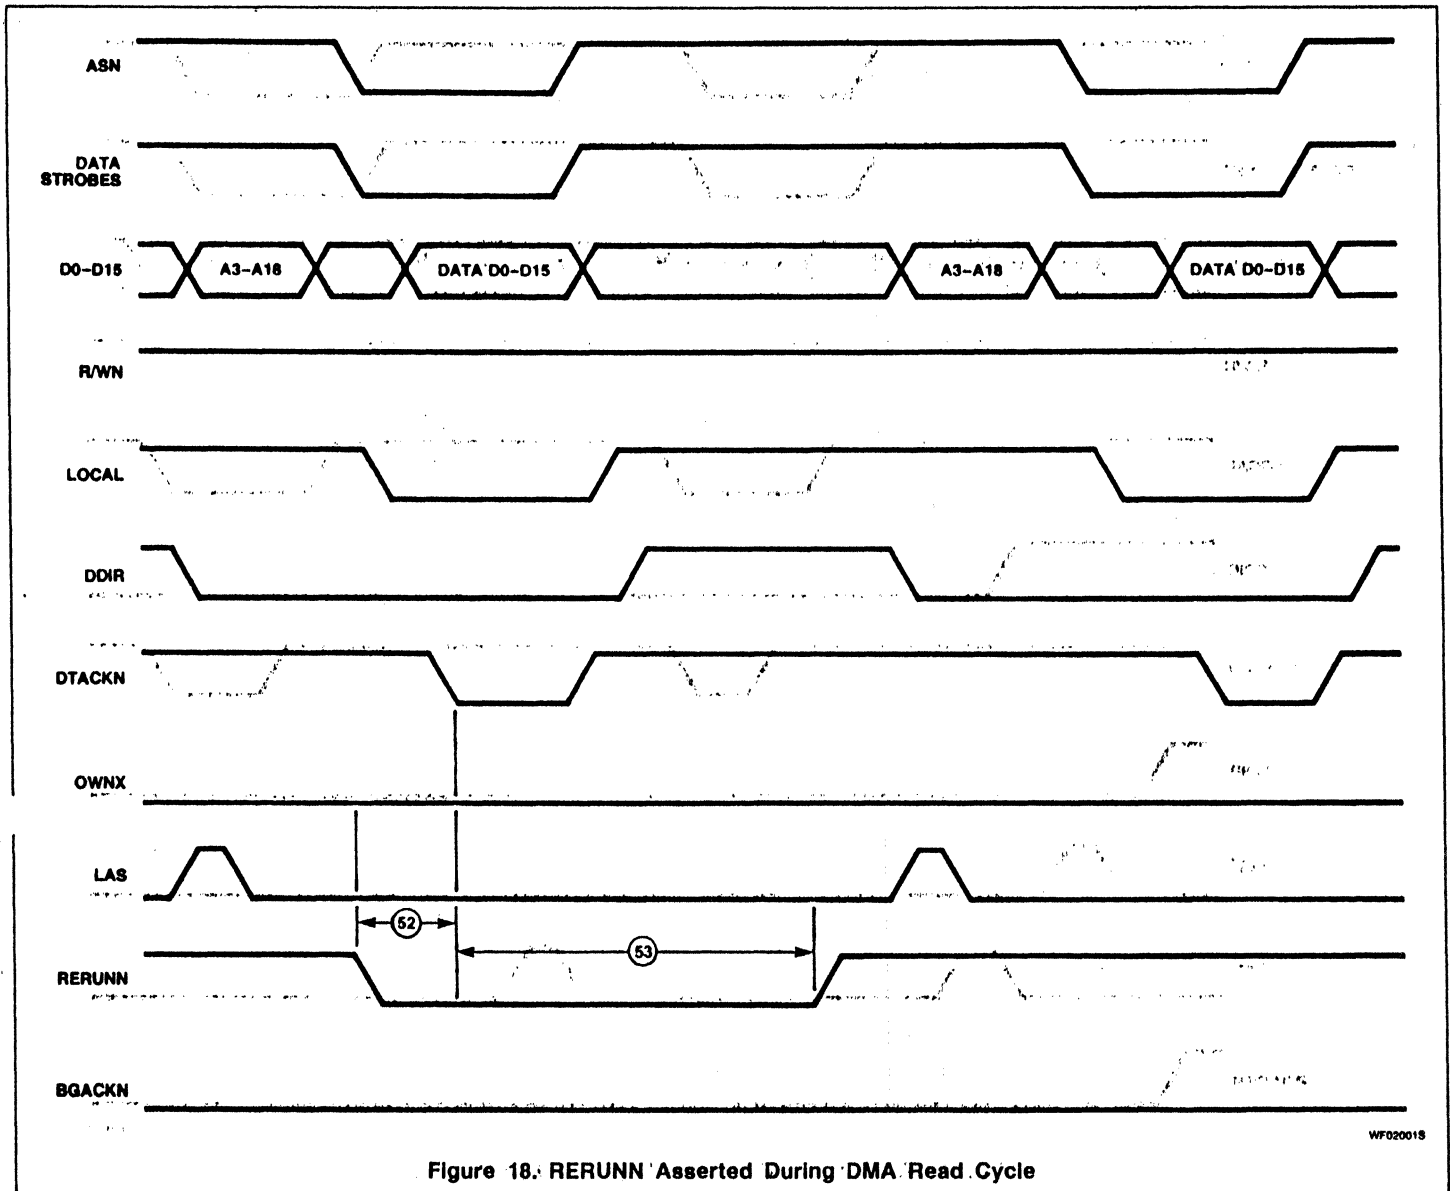 ASN
DATA
STROBES
D0–D15
A3–A18
DATA D0–D15
A3–A18
DATA D0–D15
R/WN
LOCAL
DDIR
DTACKN
OWNX
LAS
52
53
RERUNN
BGACKN
WF02001S
Figure 18. RERUNN Asserted During DMA Read Cycle